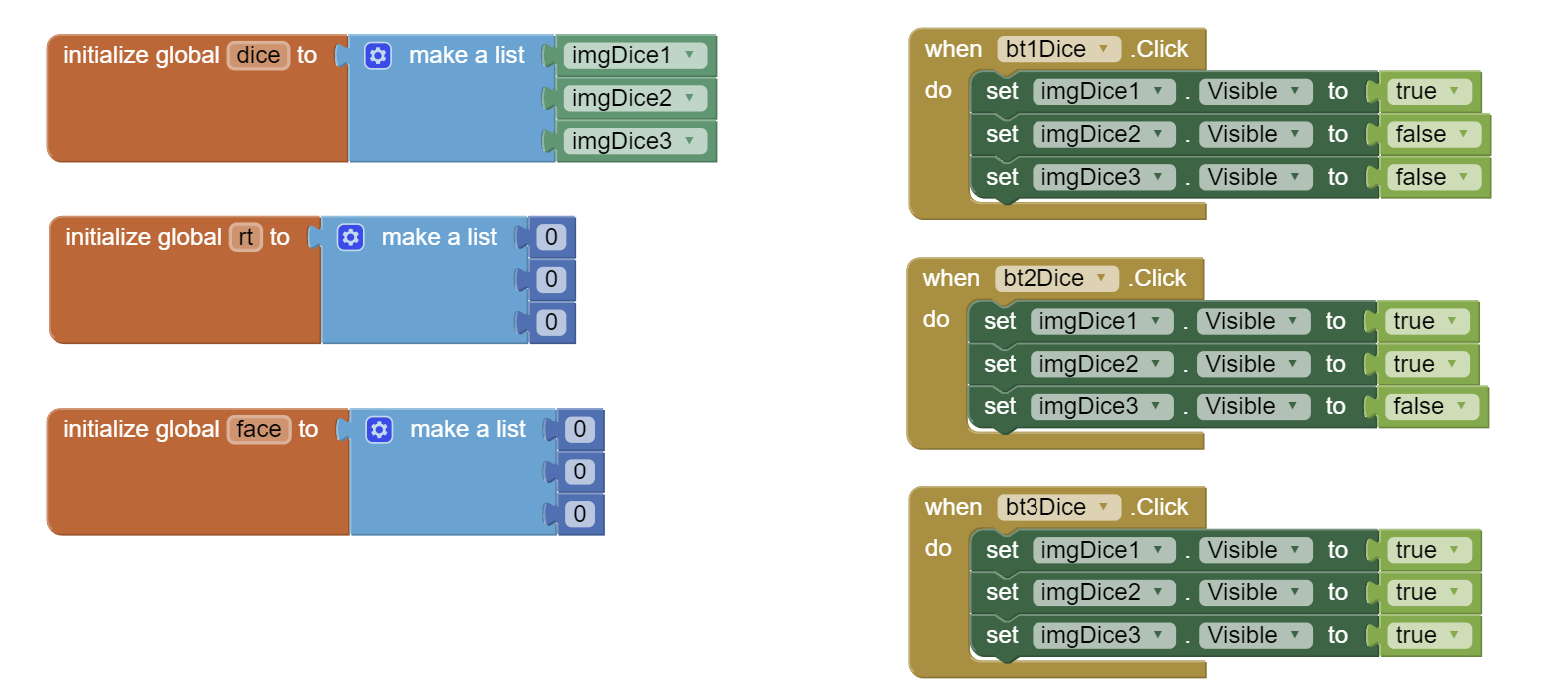 initialize global dice to make a list imgDice1
imgDice2
imgDice3
initialize global rt to make a list 0
0
0
initialize global face to make a list 0
0
0
when bt1Dice .Click
do set imgDice1 . Visible to true
set imgDice2 . Visible to false
set imgDice3 . Visible to false
when bt2Dice .Click
do set imgDice1 . Visible to true
set imgDice2 . Visible to true
set imgDice3 . Visible to false
when bt3Dice .Click
do set imgDice1 . Visible to true
set imgDice2 . Visible to true
set imgDice3 . Visible to true